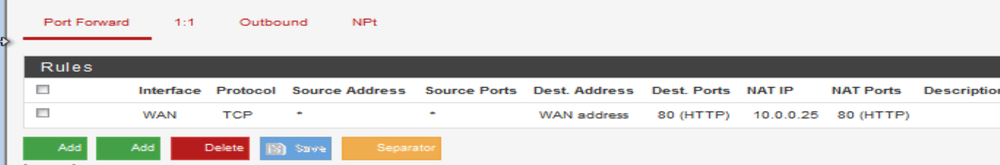 Port Forward 1:1 Outbound NPt
Rules
Interface Protocol Source Address Source Ports Dest. Address Dest. Ports NAT IP NAT Ports Description
WAN TCP * * WAN address 80 (HTTP) 10.0.0.25 80 (HTTP)
Add Add Delete Save Separator